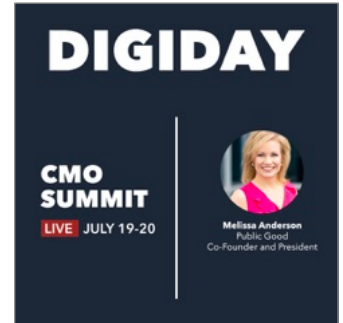 DIGIDAY
CMO
SUMMIT
LIVE JULY 19-20
Melissa Anderson
Public Good
Co-Founder and President